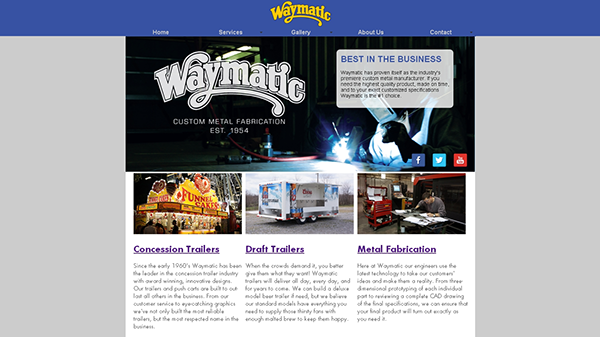 Waymatic
Home Services Gallery About Us Contact
Waymatic
CUSTOM METAL FABRICATION
EST. 1954
BEST IN THE BUSINESS
Waymatic has proven itself as the industry's
premiere custom metal manufacturer. If you
need the highest quality product, made on time,
and to your exact customized specifications
Waymatic is the #1 choice.
FUNNEL
CAKES
You
Concession Trailers
Since the early 1960's Waymatic has been
the leader in the concession trailer industry
with award winning, innovative designs.
Our trailers and push carts are built to out
last all others in the business. From our
customer service to eyecatching graphics
we've not only built the most reliable
trailers, but the most respected name in the
business.
Draft Trailers
When the crowds demand it, you better
give them what they want! Waymatic
trailers will deliver all day, every day, and
for years to come. We can build a deluxe
model beer trailer if need, but we believe
our standard models have everything you
need to supply those thirsty fans with
enough malted brew to keep them happy.
Metal Fabrication
Here at Waymatic our engineers use the
latest technology to take our customers'
ideas and make them a reality. From three
dimensional prototyping of each individual
part to reviewing a complete CAD drawing
of the final specifications, we can ensure that
your final product will turn out exactly as
you need it.